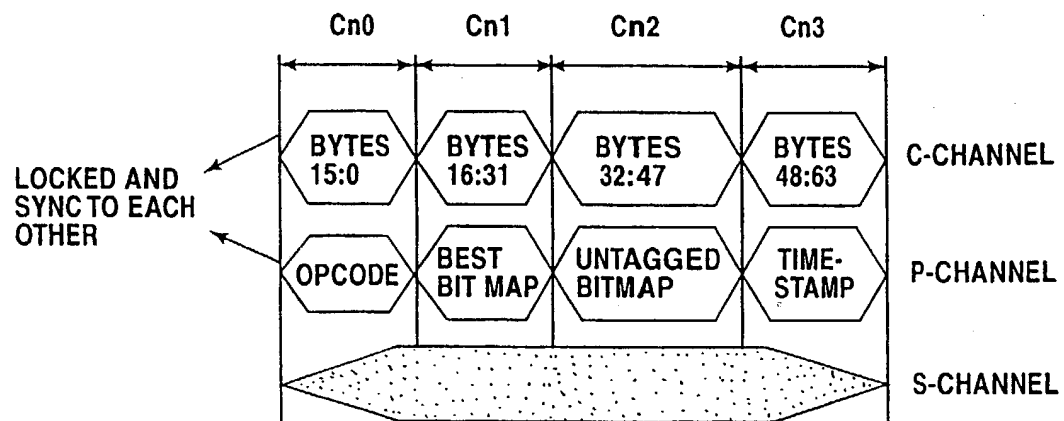 Cn0 Cn1 Cn2 Cn3
BYTES 15:0
BYTES 16:31
BYTES 32:47
BYTES 48:63
C-CHANNEL
LOCKED AND
SYNC TO EACH
OTHER
OPCODE
BEST
BIT MAP
UNTAGGED
BITMAP
TIME-
STAMP
P-CHANNEL
S-CHANNEL